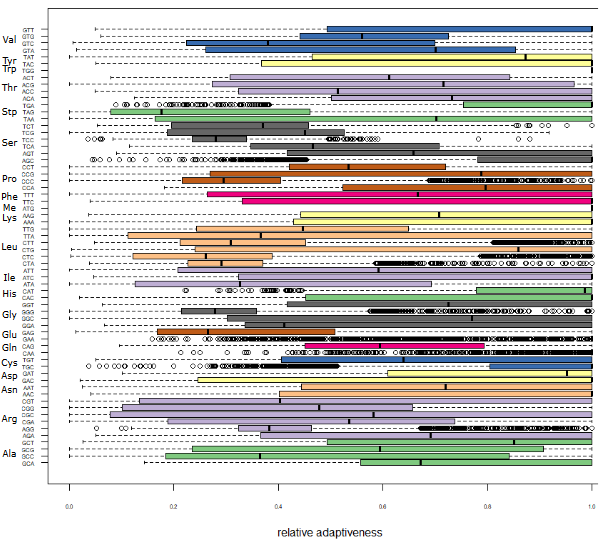 GTT
GTG
Val
GTC
GTA
TAT
Tyr
TAC
Trp
TGG
ACT
ACG
Thr
ACC
ACA
TGA
Stp
TAG
TAA
TCT
TCG
TCC
Ser
TCA
AGT
AGC
CCT
CCG
Pro
CCC
CCA
TTT
Phe
TTC
Me
ATG
AAG
Lys
AAA
TTG
TTA
CTT
Leu
CTG
CTC
CTA
ATT
Ile
ATC
ATA
CAT
His
CAC
GGT
GGG
Gly
GGC
GGA
GAG
Glu
GAA
Gln
CAG
CAA
TGT
Cys
TGC
GAT
Asp
GAC
AAT
Asn
AAC
CGT
CGG
CGC
Arg
CGA
AGG
AGA
GCT
GCG
Ala
GCC
GCA
0.0 0.2 0.4 0.6 0.8 1.0
relative adaptiveness